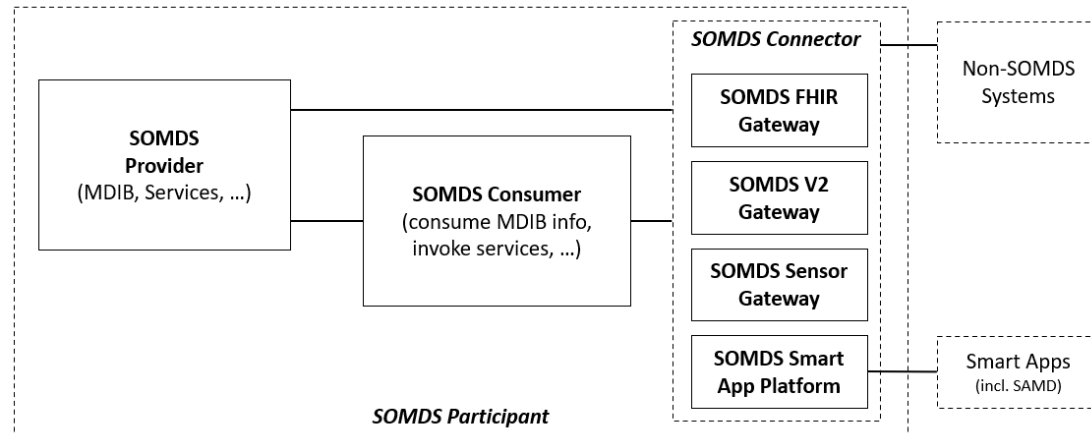 SOMDS
Provider
(MDIB, Services, …)
SOMDS Consumer
(consume MDIB info,
invoke services, …)
SOMDS Connector
SOMDS FHIR
Gateway
SOMDS V2
Gateway
SOMDS Sensor
Gateway
SOMDS Smart
App Platform
Non-SOMDS
Systems
Smart Apps
(incl. SAMD)
SOMDS Participant